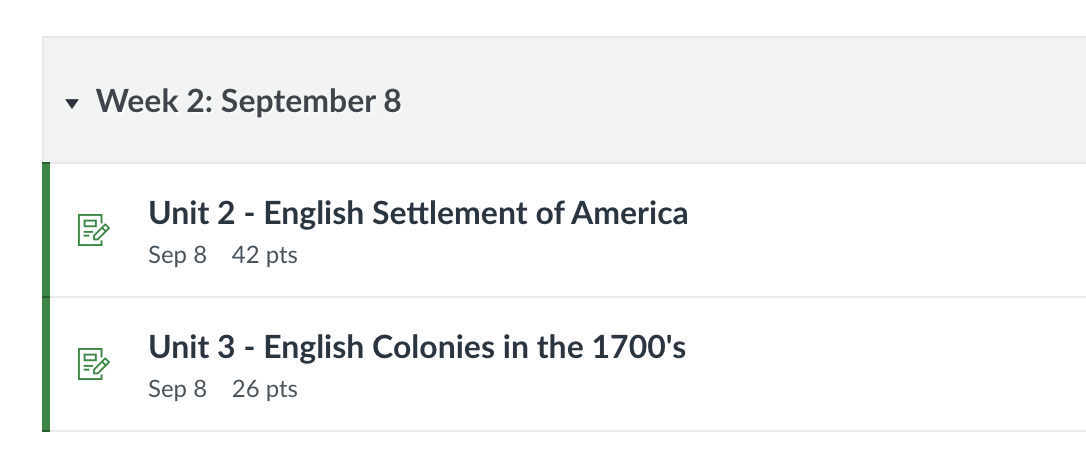 Week 2: September 8
Unit 2 - English Settlement of America
Sep 8 42 pts
Unit 3 - English Colonies in the 1700's
Sep 8 26 pts